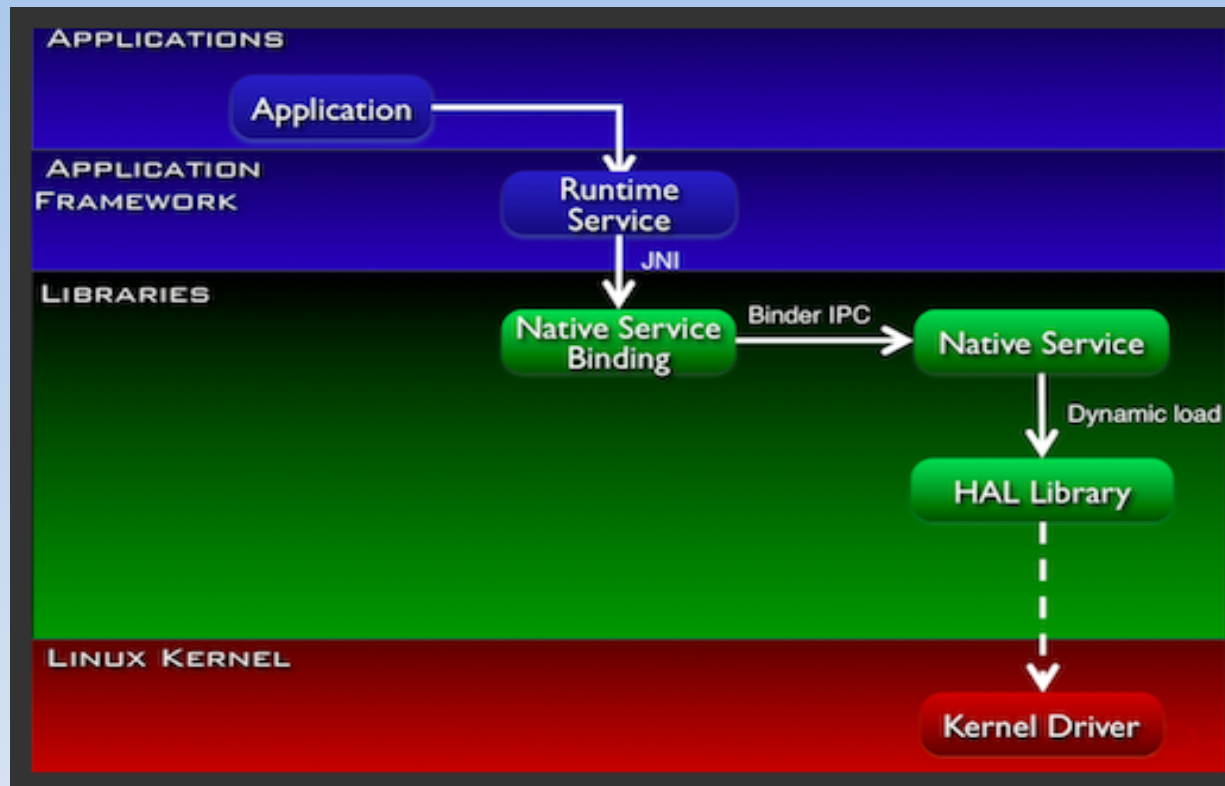 APPLICATIONS
Application
APPLICATION
FRAMEWORK
Runtime
Service
JNI
LIBRARIES
Native Service
Binding
Binder IPC
Native Service
Dynamic load
HAL Library
LINUX KERNEL
Kernel Driver